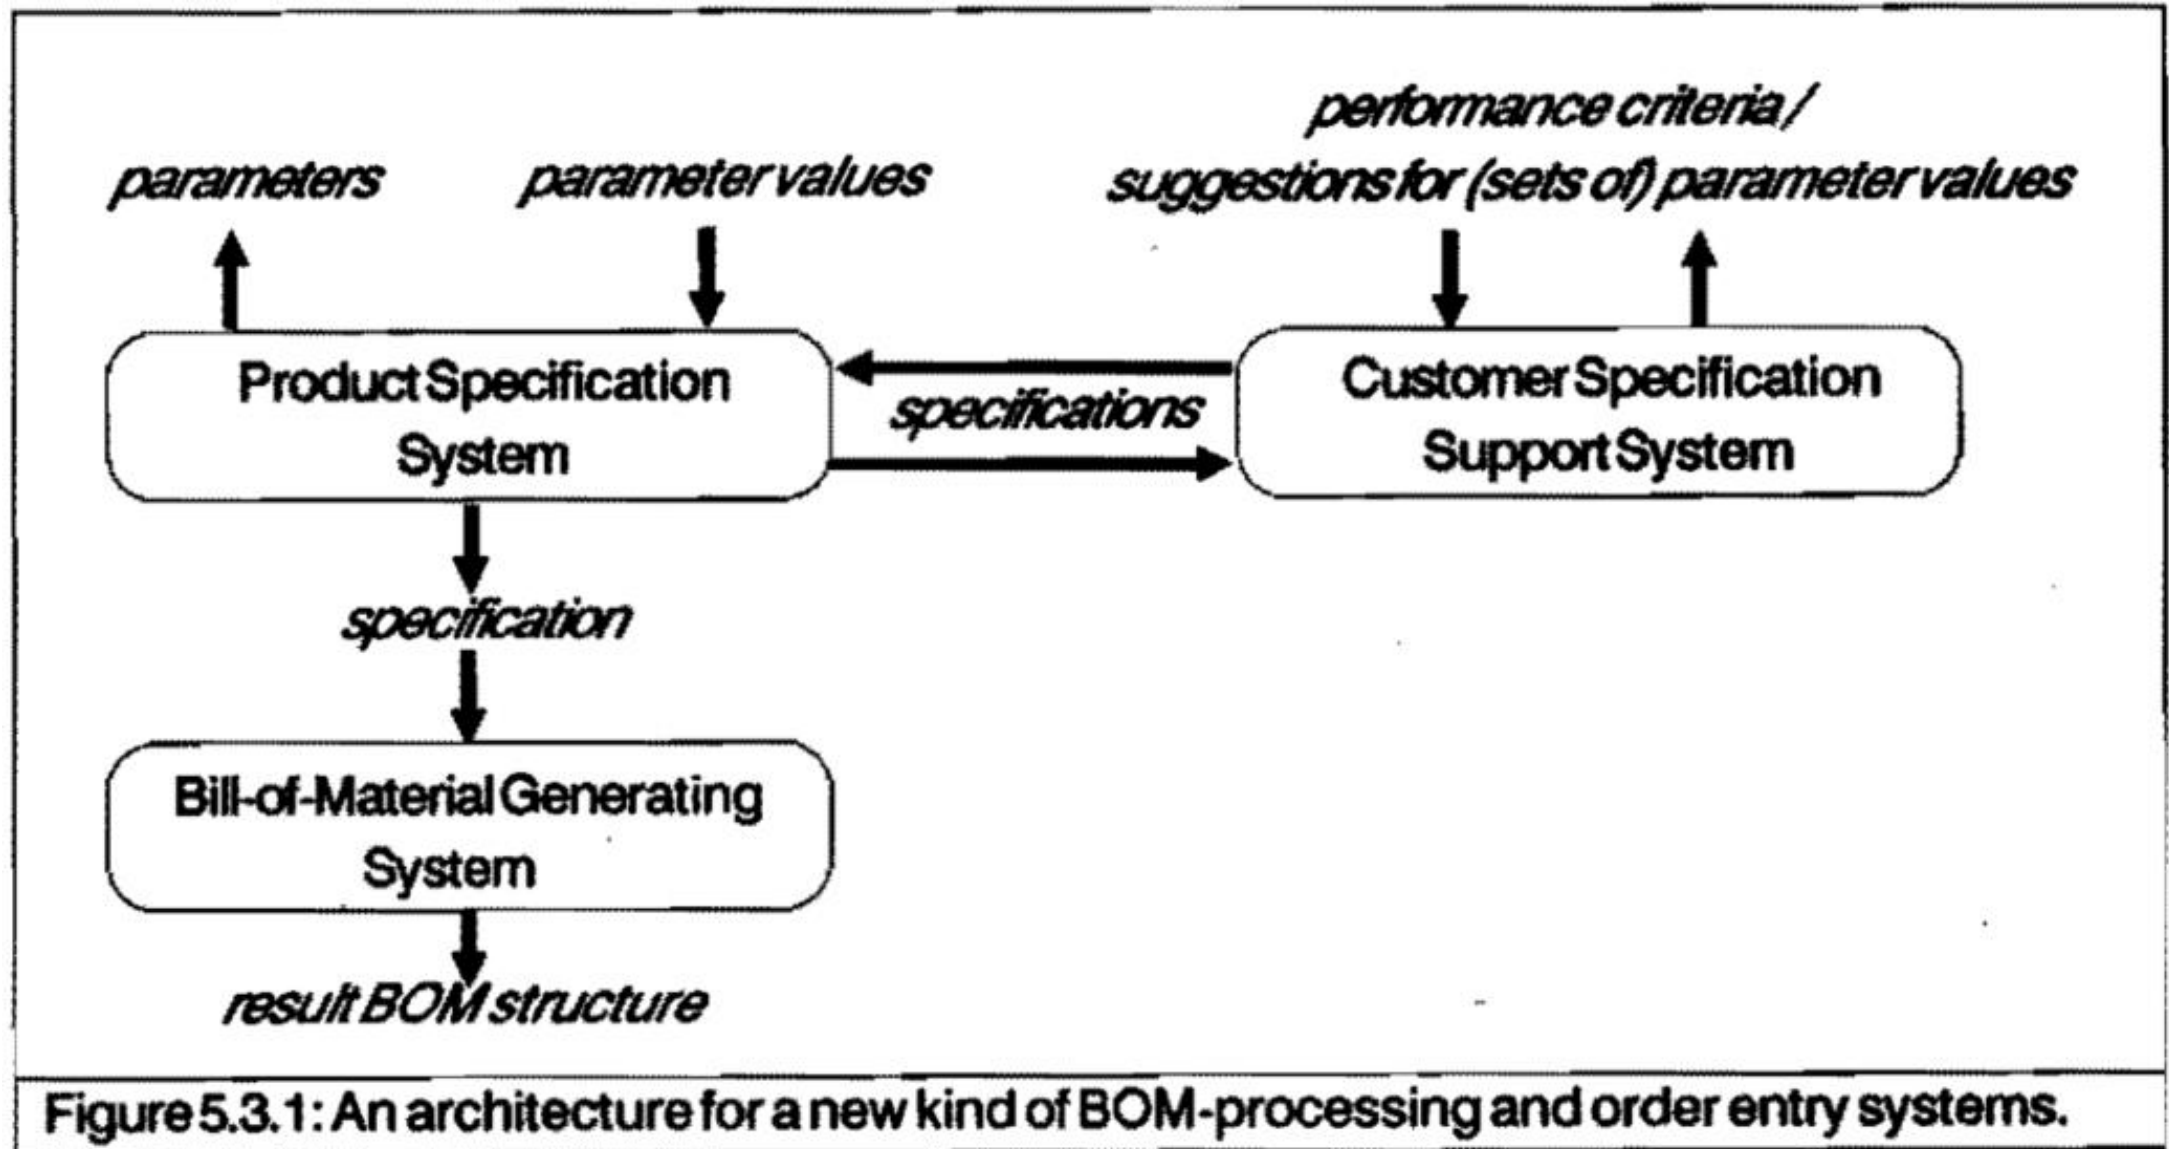 performance criteria /
parameters
parameter values
suggestions for (sets of) parameter values
Product Specification
System
specifications
Customer Specification
Support System
specification
Bill-of-Material Generating
System
result BOM structure
Figure 5.3.1: An architecture for a new kind of BOM-processing and order entry systems.